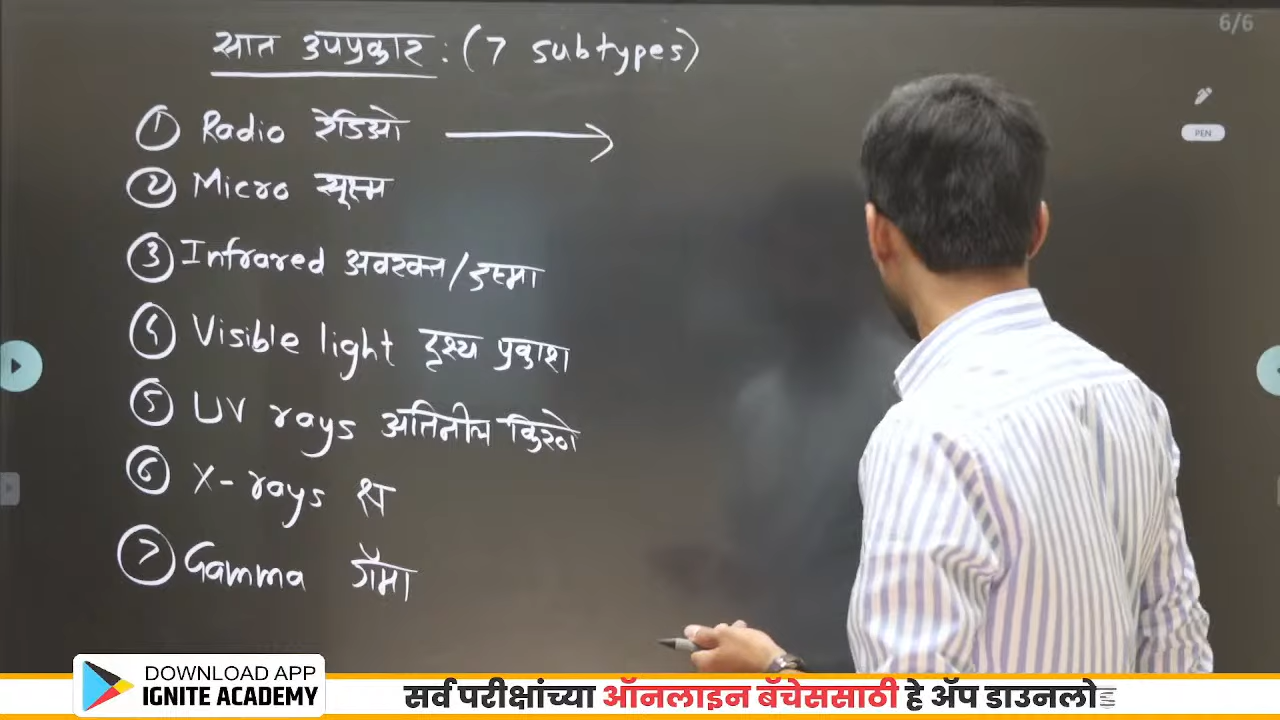 6/6
सात उपप्रकार : (7 subtypes)
① Radio रेडिओ →
② Micro सूक्ष्म
③ Infrared अवरक्त/इष्मा
④ Visible light दृश्य प्रकाश
⑤ UV rays अतिनील किरणे
⑥ X-rays क्ष
⑦ Gamma गॅमा
PEN
DOWNLOAD APP
IGNITE ACADEMY
सर्व परीक्षांच्या ऑनलाइन बॅचेससाठी हे ॲप डाउनलो